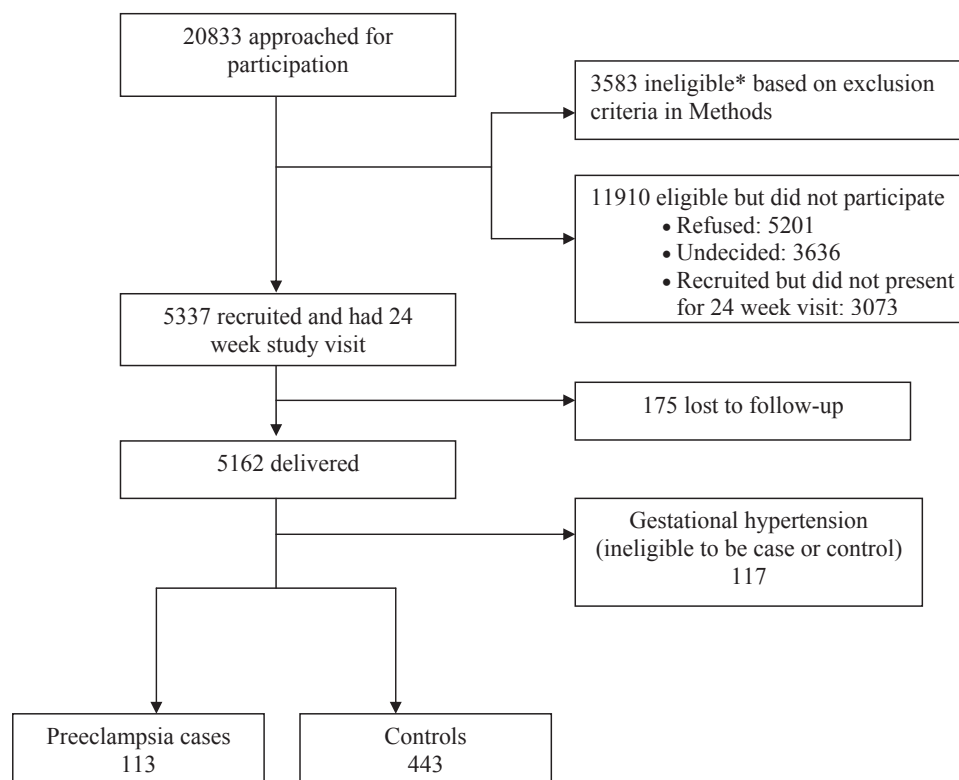 20833 approached for
participation
3583 ineligible* based on exclusion
criteria in Methods
11910 eligible but did not participate
• Refused: 5201
• Undecided: 3636
• Recruited but did not present
for 24 week visit: 3073
5337 recruited and had 24
week study visit
175 lost to follow-up
5162 delivered
Gestational hypertension
(ineligible to be case or control)
117
Preeclampsia cases
113
Controls
443